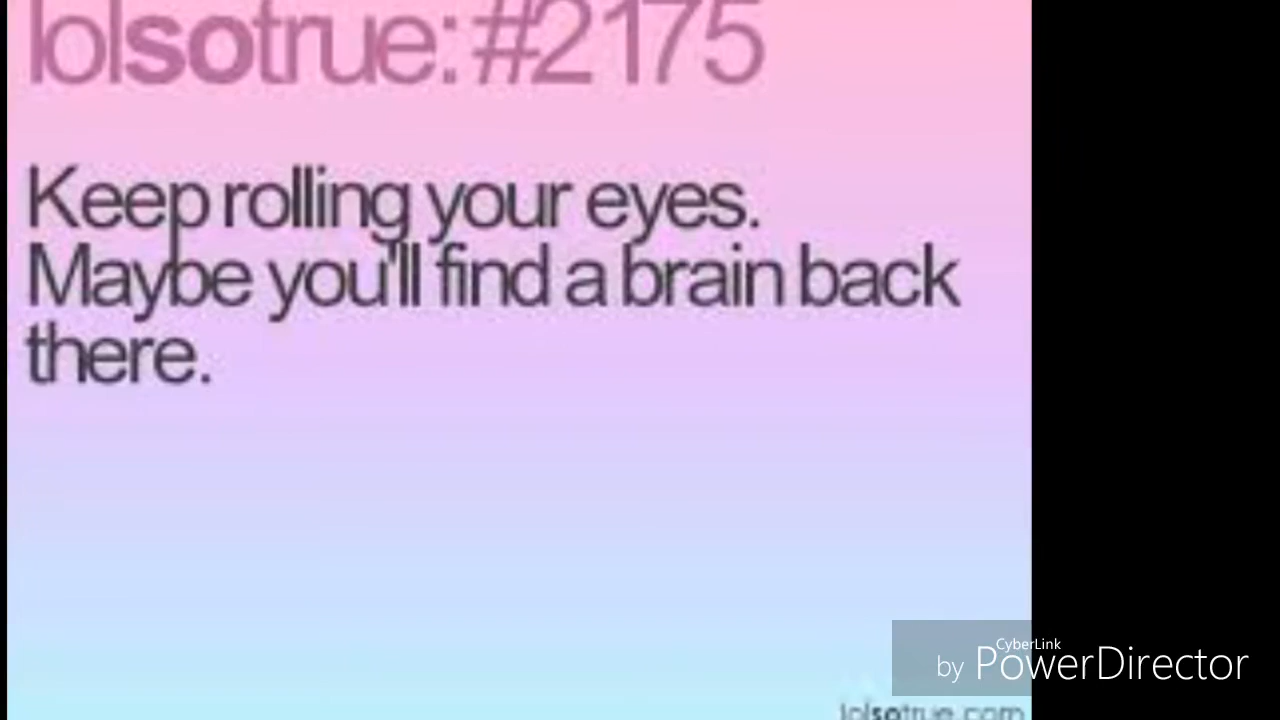 lolsotrue: #2175
Keep rolling your eyes.
Maybe you'll find a brain back
there.
CyberLink
by PowerDirector
lolsotrue.com